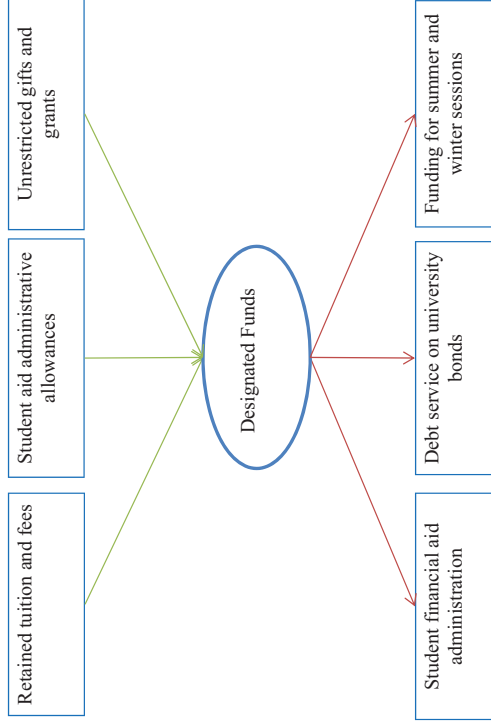 Retained tuition and fees
Student aid administrative
allowances
Unrestricted gifts and
grants
Designated Funds
Student financial aid
administration
Debt service on university
bonds
Funding for summer and
winter sessions